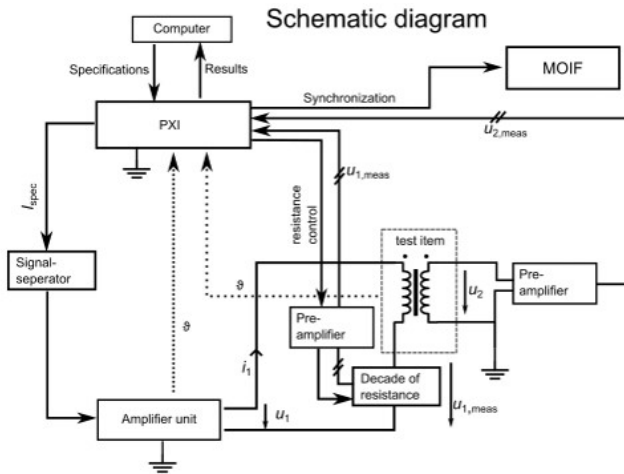 Schematic diagram
Computer
Specifications
Results
MOIF
Synchronization
PXI
u2,meas
u1,meas
Ispec
resistance
control
test item
Signal-
seperator
ϑ
ϑ
u2
Pre-
amplifier
Pre-
amplifier
i1
Decade of
resistance
u1,meas
Amplifier unit
u1